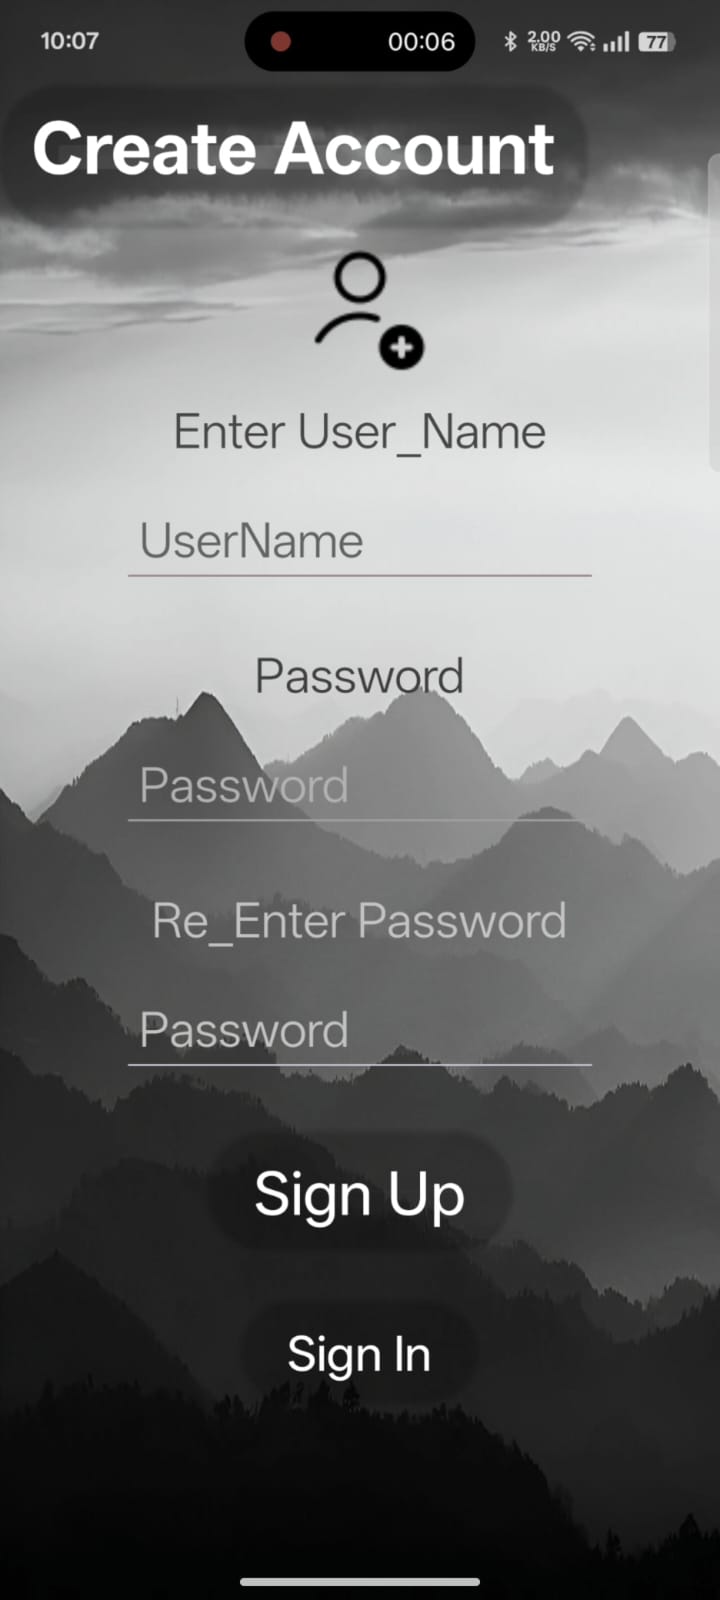 10:07 00:06 2.00 KB/S 77
Create Account
Enter User_Name
UserName
Password
Password
Re_Enter Password
Password
Sign Up
Sign In